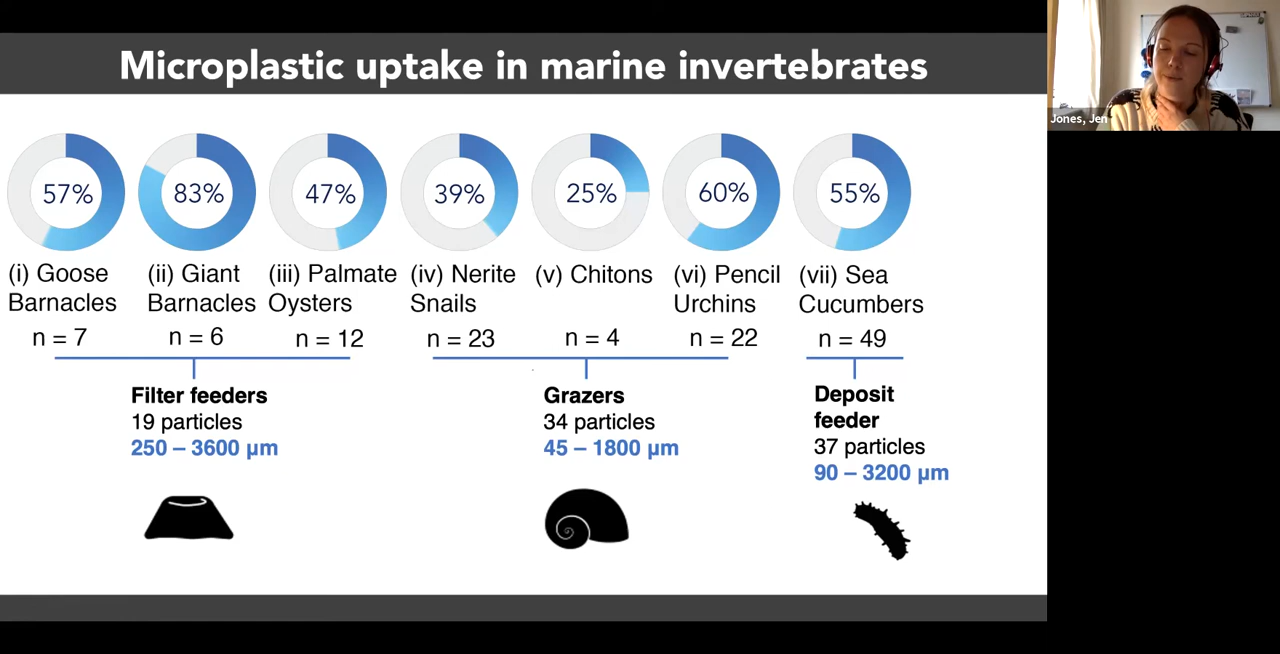 Microplastic uptake in marine invertebrates
Jones, Jen
57%
83%
47%
39%
25%
60%
55%
(i) Goose
Barnacles
n = 7
(ii) Giant
Barnacles
n = 6
(iii) Palmate
Oysters
n = 12
(iv) Nerite
Snails
n = 23
(v) Chitons
n = 4
(vi) Pencil
Urchins
n = 22
(vii) Sea
Cucumbers
n = 49
Filter feeders
19 particles
250 – 3600 µm
Grazers
34 particles
45 – 1800 µm
Deposit
feeder
37 particles
90 – 3200 µm